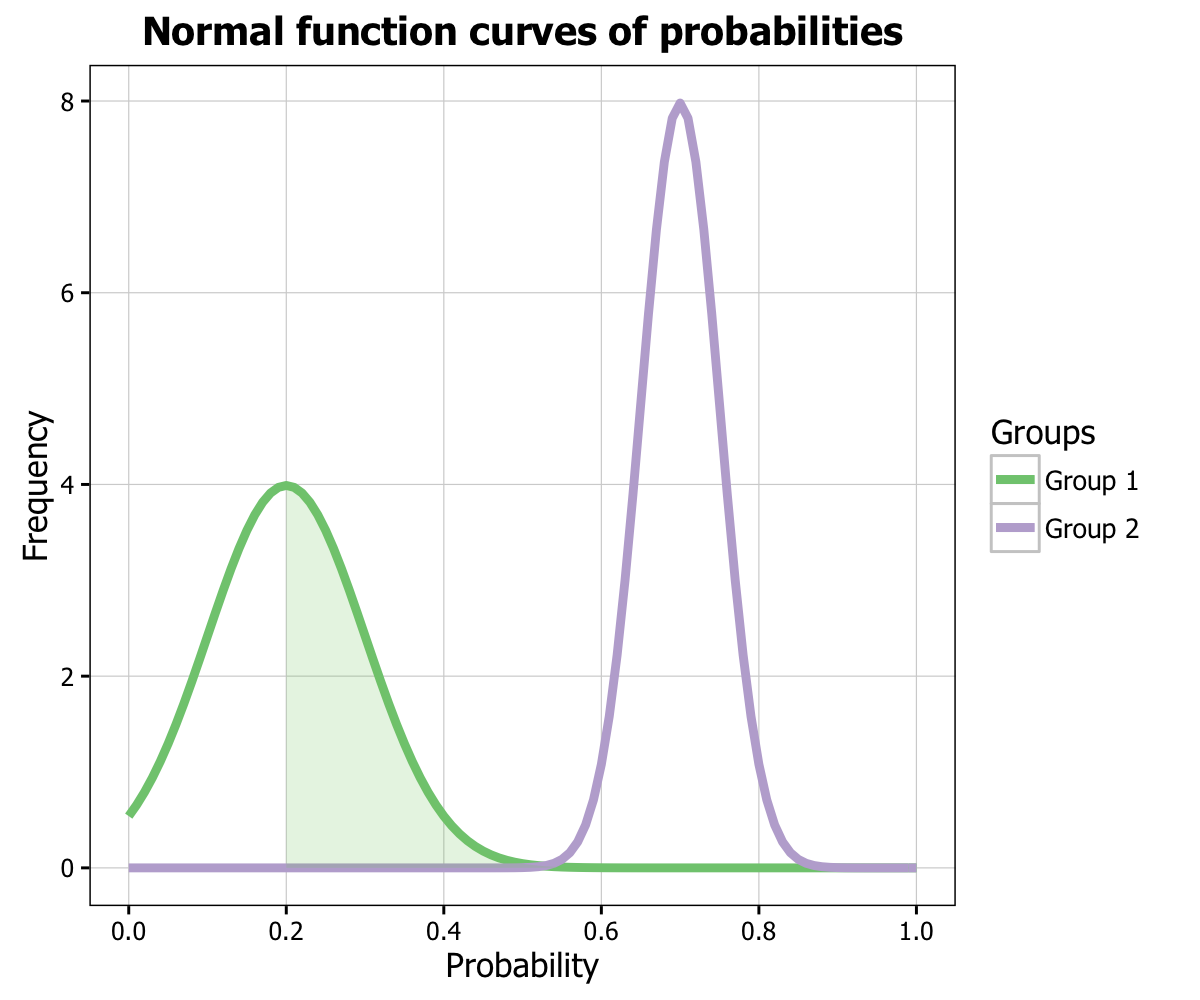 Normal function curves of probabilities
8
6
4
2
0
Frequency
0.0 0.2 0.4 0.6 0.8 1.0
Probability
Groups
Group 1
Group 2